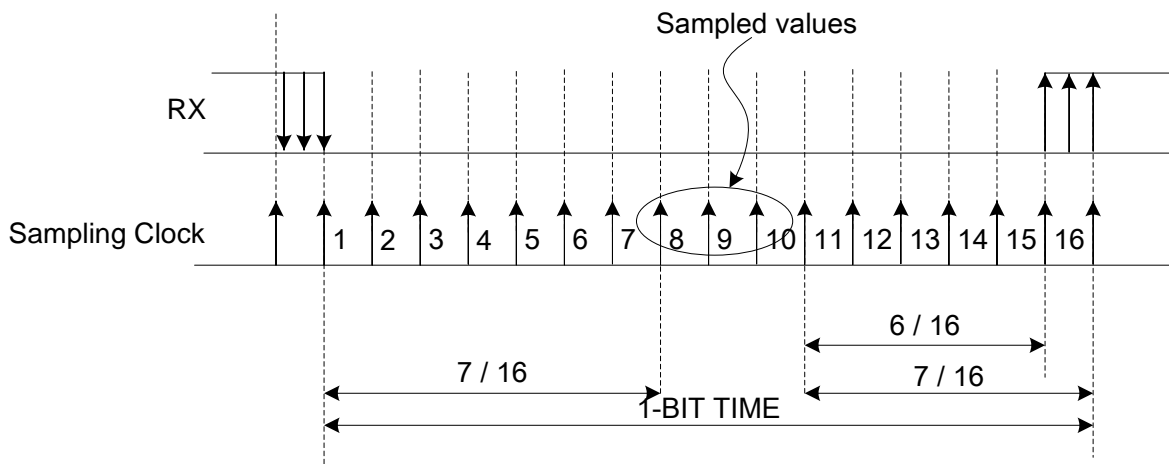 Sampled values
RX
Sampling Clock
1 2 3 4 5 6 7 8 9 10 11 12 13 14 15 16
6 / 16
7 / 16
7 / 16
1-BIT TIME